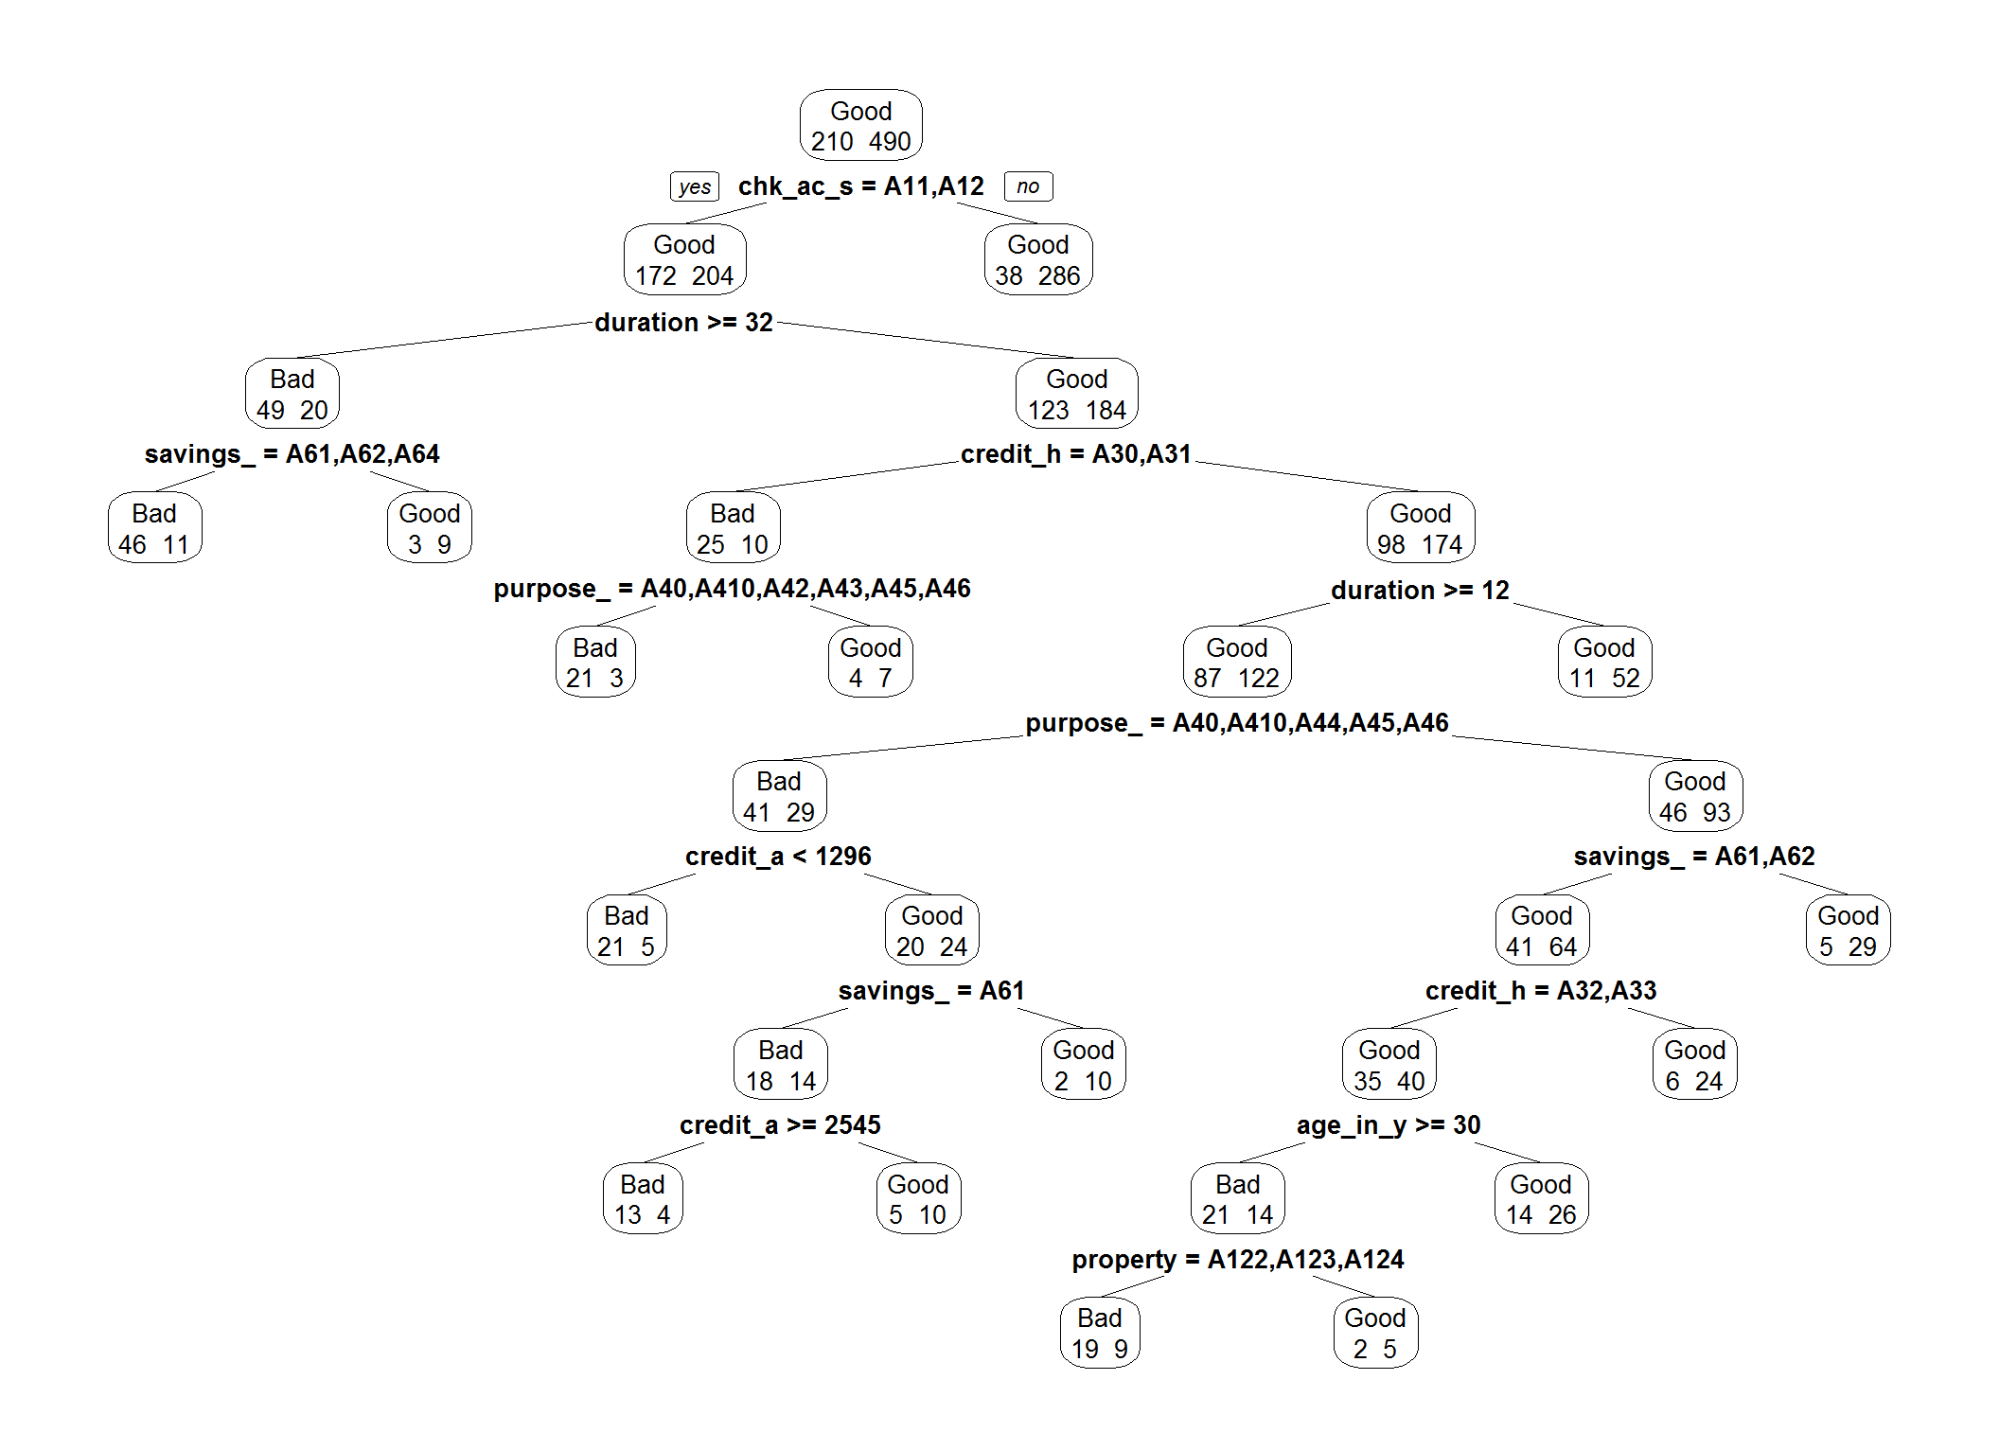 Good
210 490
yes chk_ac_s = A11,A12 no
Good Good
172 204 38 286
duration >= 32
Bad Good
49 20 123 184
savings_ = A61,A62,A64 credit_h = A30,A31
Bad Good Bad Good
46 11 3 9 25 10 98 174
purpose_ = A40,A410,A42,A43,A45,A46 duration >= 12
Bad Good Good Good
21 3 4 7 87 122 11 52
purpose_ = A40,A410,A44,A45,A46
Bad Good
41 29 46 93
credit_a < 1296 savings_ = A61,A62
Bad Good Good Good
21 5 20 24 41 64 5 29
savings_ = A61 credit_h = A32,A33
Bad Good Good Good
18 14 2 10 35 40 6 24
credit_a >= 2545 age_in_y >= 30
Bad Good Bad Good
13 4 5 10 21 14 14 26
property = A122,A123,A124
Bad Good
19 9 2 5